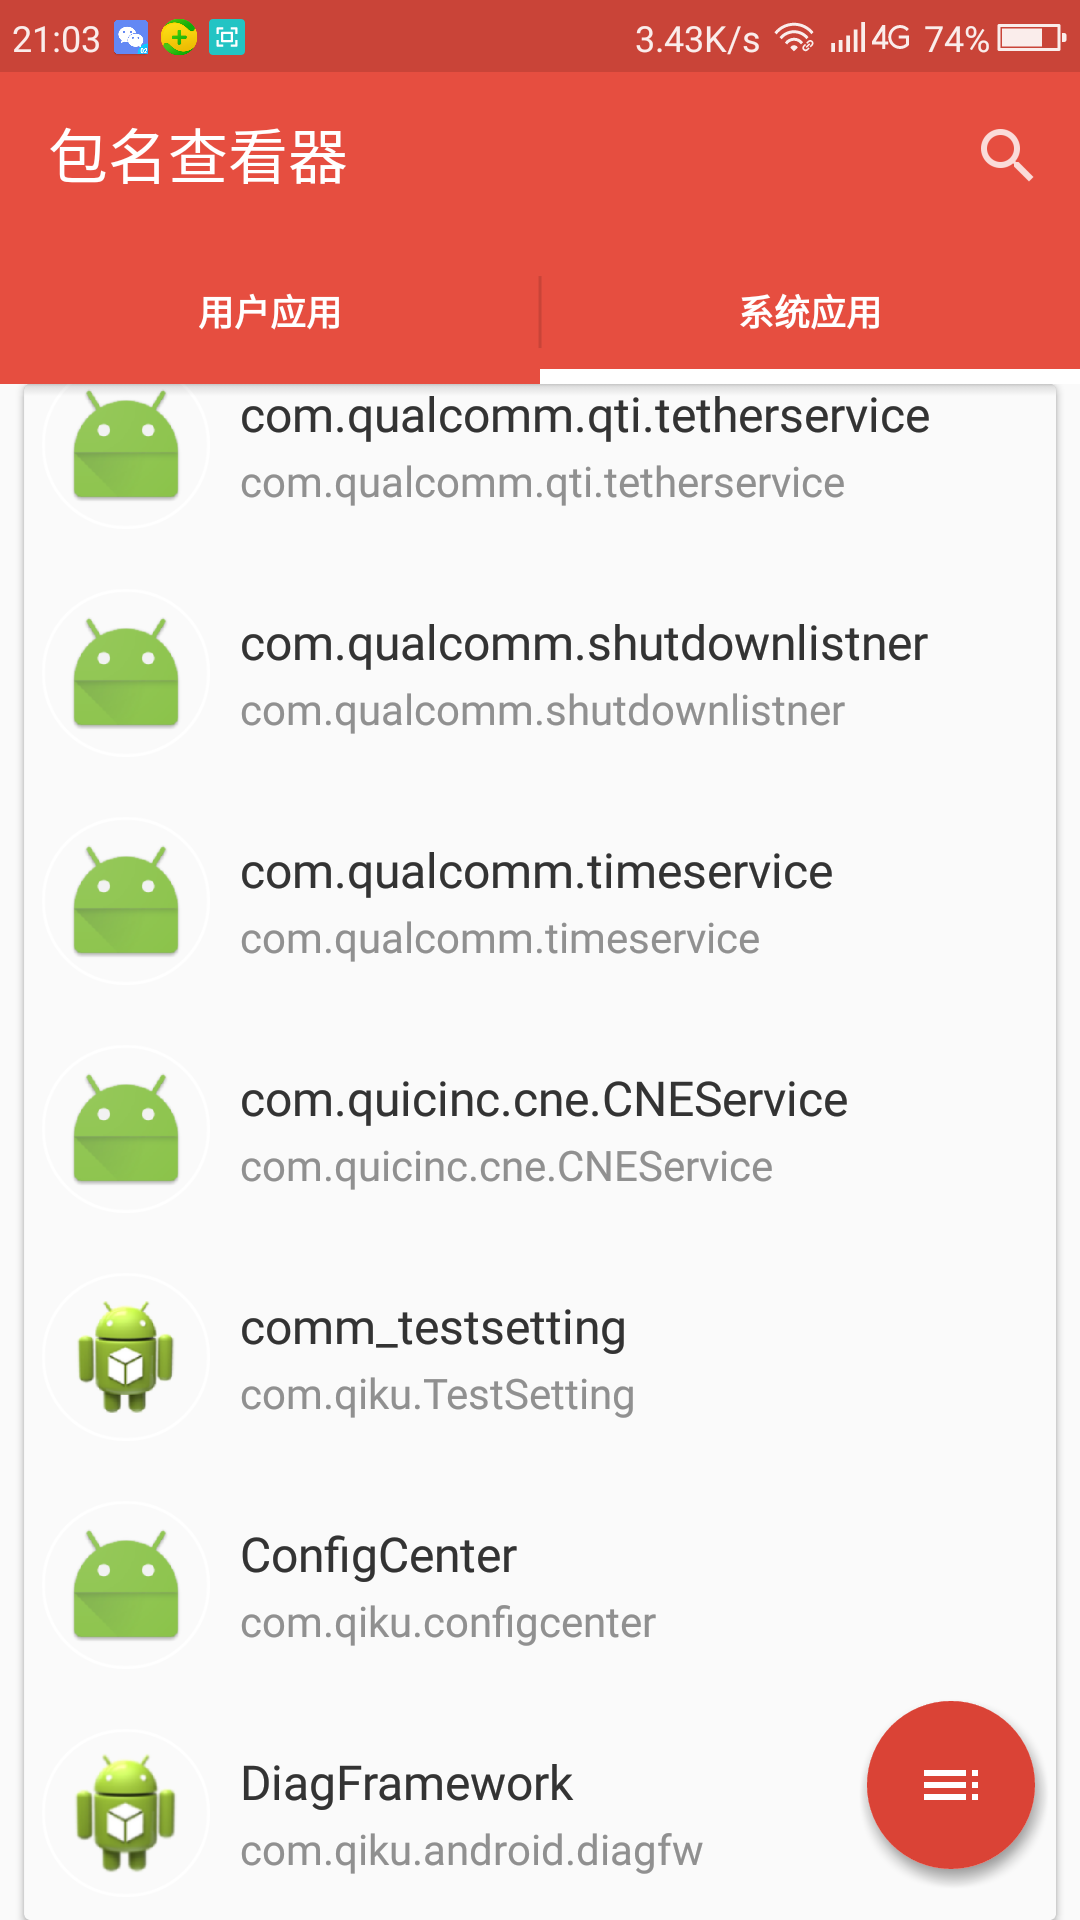 21:03 3.43K/s 4G 74%
包名查看器
用户应用 系统应用
com.qualcomm.qti.tetherservice
com.qualcomm.qti.tetherservice
com.qualcomm.shutdownlistner
com.qualcomm.shutdownlistner
com.qualcomm.timeservice
com.qualcomm.timeservice
com.quicinc.cne.CNEService
com.quicinc.cne.CNEService
comm_testsetting
com.qiku.TestSetting
ConfigCenter
com.qiku.configcenter
DiagFramework
com.qiku.android.diagfw